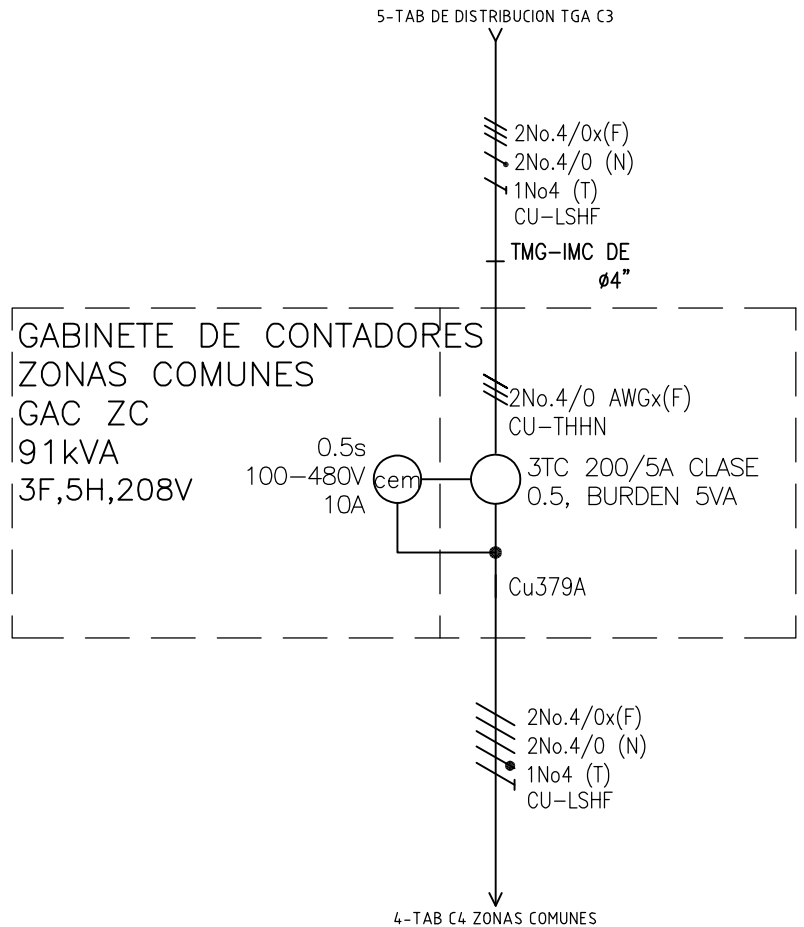 5-TAB DE DISTRIBUCION TGA C3
2No.4/0x(F)
2No.4/0 (N)
1No4 (T)
CU-LSHF
TMG-IMC DE
ø4"
GABINETE DE CONTADORES
ZONAS COMUNES
GAC ZC
91kVA
3F,5H,208V
2No.4/0 AWGx(F)
CU-THHN
0.5s
100-480V
10A
cem
3TC 200/5A CLASE
0.5, BURDEN 5VA
Cu379A
2No.4/0x(F)
2No.4/0 (N)
1No4 (T)
CU-LSHF
4-TAB C4 ZONAS COMUNES